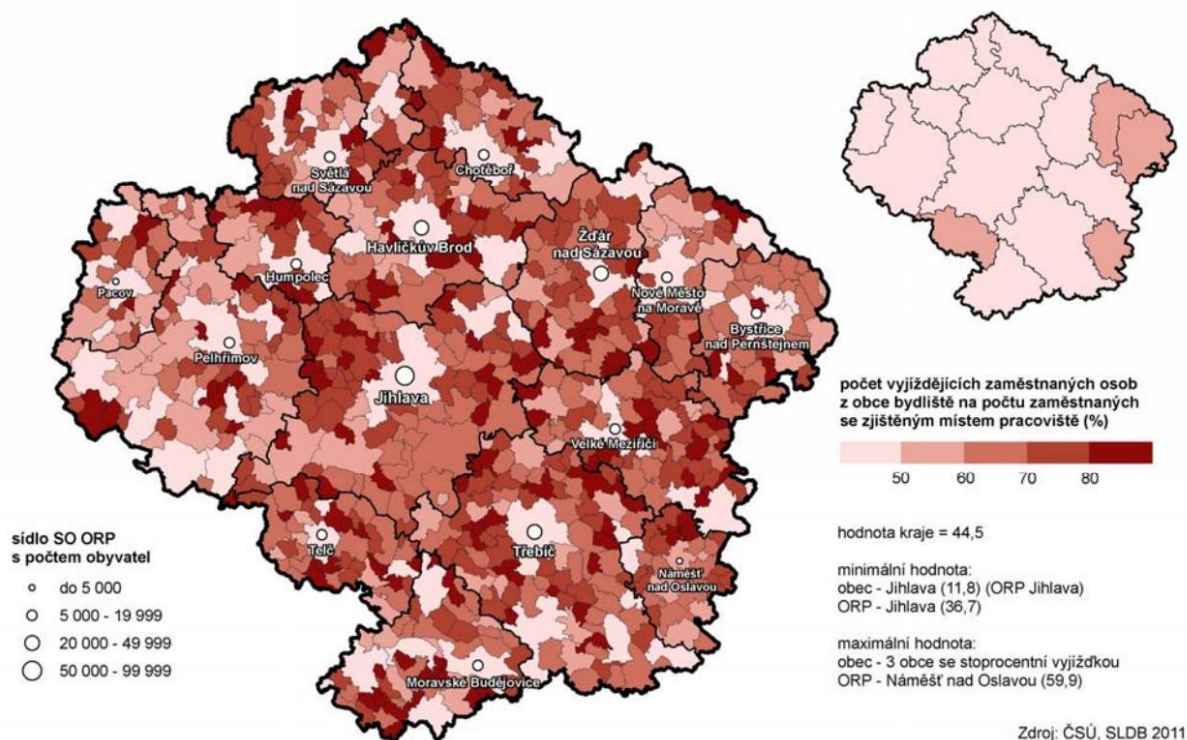 Světlá
nad Sázavou
Chotěboř
Havlíčkův Brod
Žďár
nad Sázavou
Humpolec
Pacov
Nové Město
na Moravě
Bystřice
nad Pernštejnem
Pelhřimov
Jihlava
Velké Meziříčí
Telč
Třebíč
Náměšť
nad Oslavou
Moravské Budějovice
sídlo SO ORP
s počtem obyvatel
do 5 000
5 000 - 19 999
20 000 - 49 999
50 000 - 99 999
počet vyjíždějících zaměstnaných osob
z obce bydliště na počtu zaměstnaných
se zjištěným místem pracoviště (%)
50 60 70 80
hodnota kraje = 44,5
minimální hodnota:
obec - Jihlava (11,8) (ORP Jihlava)
ORP - Jihlava (36,7)
maximální hodnota:
obec - 3 obce se stoprocentní vyjížďkou
ORP - Náměšť nad Oslavou (59,9)
Zdroj: ČSÚ, SLDB 2011